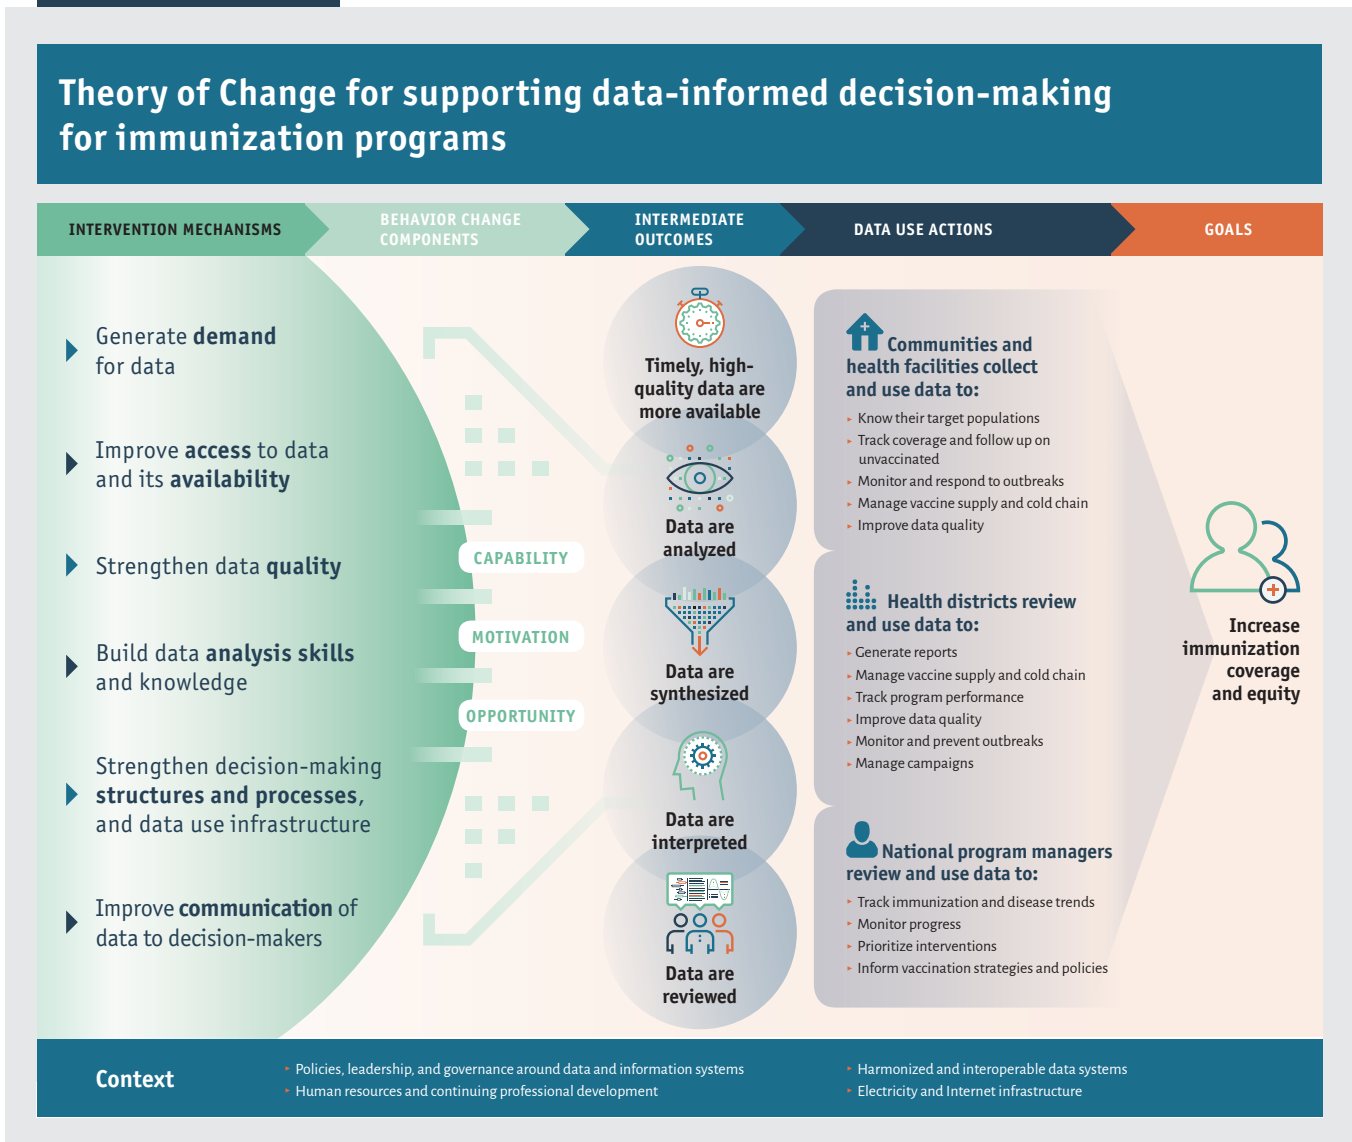 Theory of Change for supporting data-informed decision-making
for immunization programs
INTERVENTION MECHANISMS
BEHAVIOR CHANGE
COMPONENTS
INTERMEDIATE
OUTCOMES
DATA USE ACTIONS
GOALS
Generate demand
for data
Improve access to data
and its availability
Strengthen data quality
Build data analysis skills
and knowledge
Strengthen decision-making
structures and processes,
and data use infrastructure
Improve communication of
data to decision-makers
CAPABILITY
MOTIVATION
OPPORTUNITY
Timely, high-
quality data are
more available
Data are
analyzed
Data are
synthesized
Data are
interpreted
Data are
reviewed
Communities and
health facilities collect
and use data to:
Know their target populations
Track coverage and follow up on
unvaccinated
Monitor and respond to outbreaks
Manage vaccine supply and cold chain
Improve data quality
Health districts review
and use data to:
Generate reports
Manage vaccine supply and cold chain
Track program performance
Improve data quality
Monitor and prevent outbreaks
Manage campaigns
National program managers
review and use data to:
Track immunization and disease trends
Monitor progress
Prioritize interventions
Inform vaccination strategies and policies
Increase
immunization
coverage
and equity
Context
Policies, leadership, and governance around data and information systems
Human resources and continuing professional development
Harmonized and interoperable data systems
Electricity and Internet infrastructure